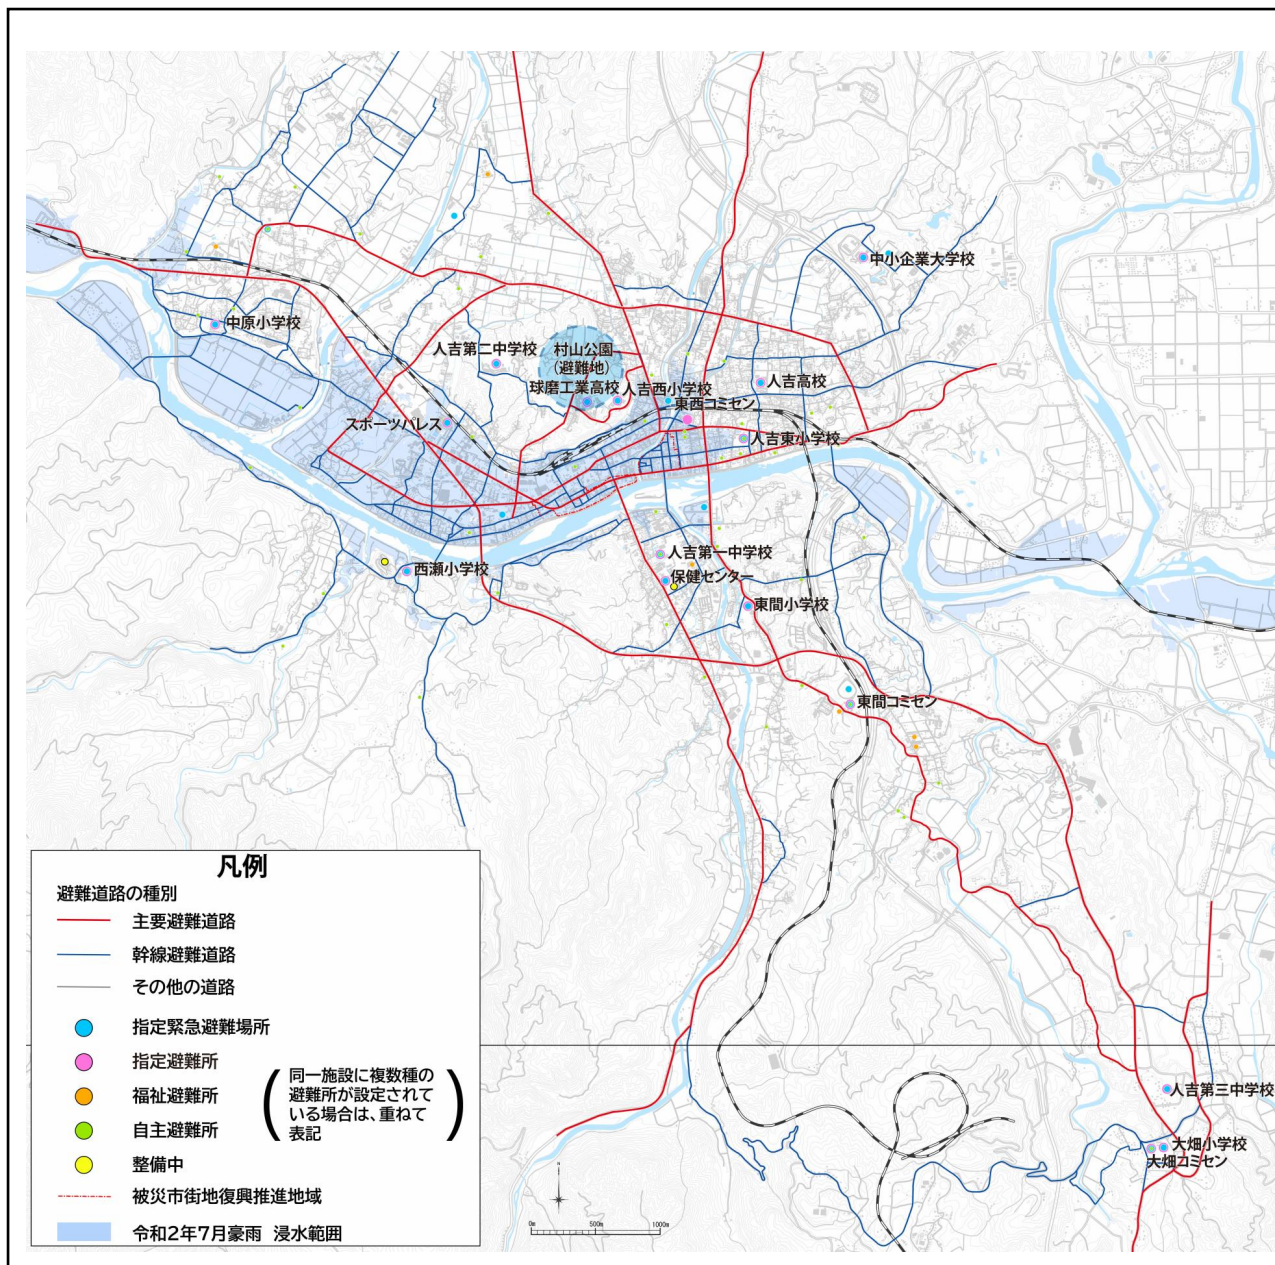 中小企業大学校
中原小学校
人吉第二中学校
村山公園
(避難地)
球磨工業高校
人吉西小学校
人吉高校
東西コミセン
スポーツパレス
人吉東小学校
人吉第一中学校
西瀬小学校
保健センター
東間小学校
東間コミセン
人吉第三中学校
大畑小学校
大畑コミセン
凡例
避難道路の種別
主要避難道路
幹線避難道路
その他の道路
指定緊急避難場所
指定避難所
福祉避難所
自主避難所
整備中
被災市街地復興推進地域
令和2年7月豪雨 浸水範囲
(同一施設に複数種の
避難所が設定されて
いる場合は、重ねて
表記)
0m 500m 1000m